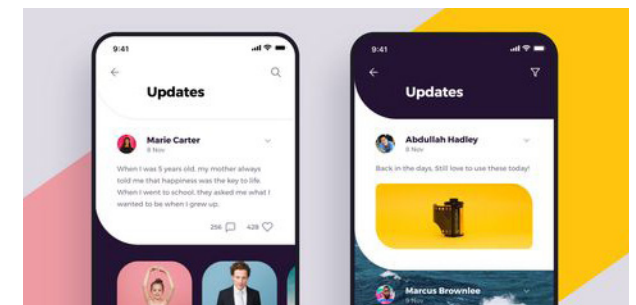 9:41
Updates
Marie Carter
8 Nov
When I was 5 years old, my mother always
told me that happiness was the key to life.
When I went to school, they asked me what I
wanted to be when i grew up.
256
428
9:41
Updates
Abdullah Hadley
8 Nov
Back in the days. Still love to use these today!
Marcus Brownlee
9 Nov